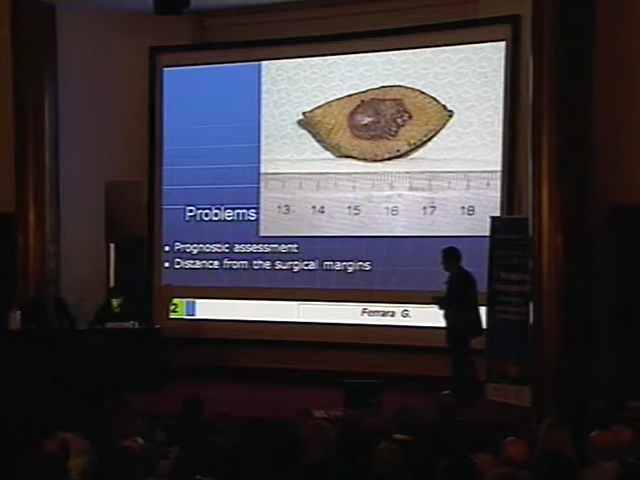 13 14 15 16 17 18
Problems
Prognostic assessment
Distance from the surgical margins
2
Ferrara G.